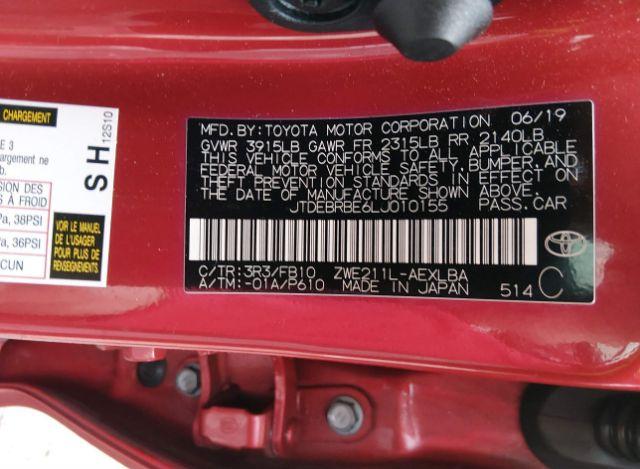 CHARGEMENT
E 3
argement ne
b.
SION DES
S À FROID
a, 38PSI
a, 36PSI
CUN
VOIR LE MANUEL
DE L'USAGER
POUR PLUS DE
RENSEIGNEMENTS
SH
12S10
MFD. BY: TOYOTA MOTOR CORPORATION 06/19
GVWR 3915LB GAWR FR 2315LB RR 2140LB
THIS VEHICLE CONFORMS TO ALL APPLICABLE
FEDERAL MOTOR VEHICLE SAFETY, BUMPER, AND
THEFT PREVENTION STANDARDS IN EFFECT ON
THE DATE OF MANUFACTURE SHOWN ABOVE.
JTDEBRBE6LJ010155 PASS.CAR
C/TR: 3R3/FB10 ZWE211L-AEXLBA
A/TM: -01A/P610 MADE IN JAPAN 514 C